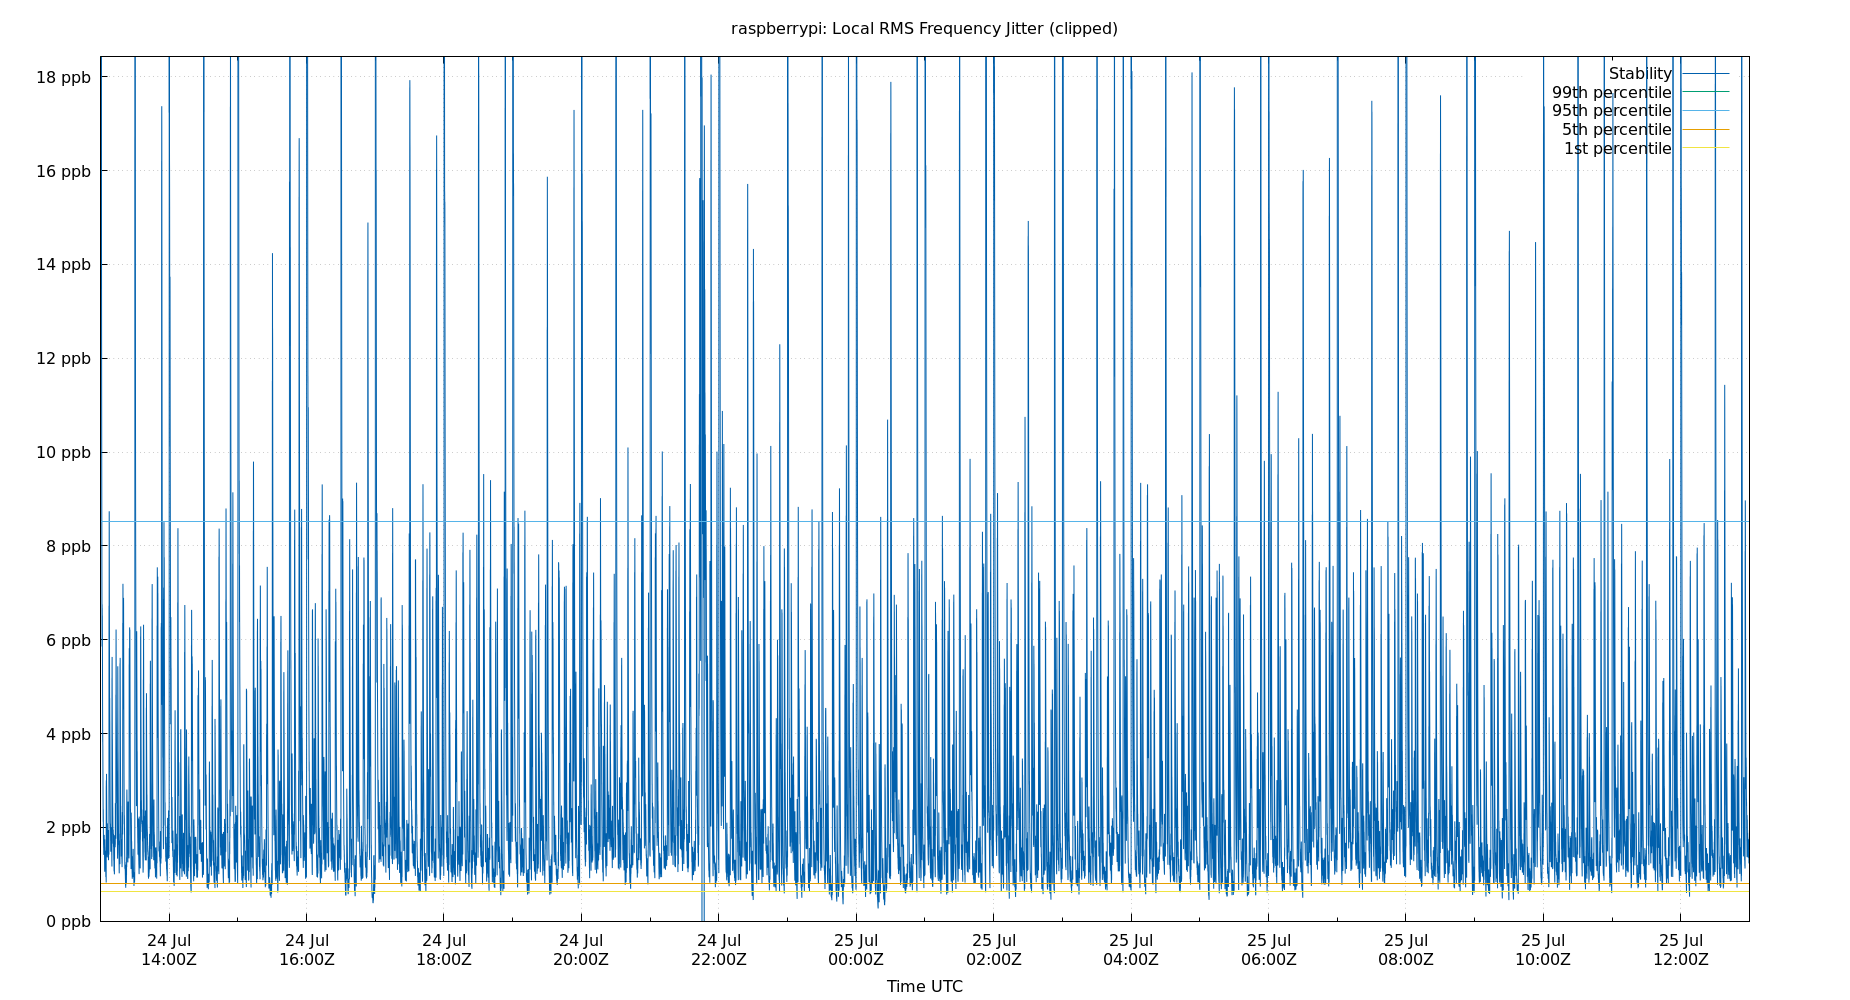 raspberrypi: Local RMS Frequency Jitter (clipped)
18 ppb
16 ppb
14 ppb
12 ppb
10 ppb
8 ppb
6 ppb
4 ppb
2 ppb
0 ppb
Stability
99th percentile
95th percentile
5th percentile
1st percentile
24 Jul 24 Jul 24 Jul 24 Jul 24 Jul 25 Jul 25 Jul 25 Jul 25 Jul 25 Jul 25 Jul 25 Jul
14:00Z 16:00Z 18:00Z 20:00Z 22:00Z 00:00Z 02:00Z 04:00Z 06:00Z 08:00Z 10:00Z 12:00Z
Time UTC